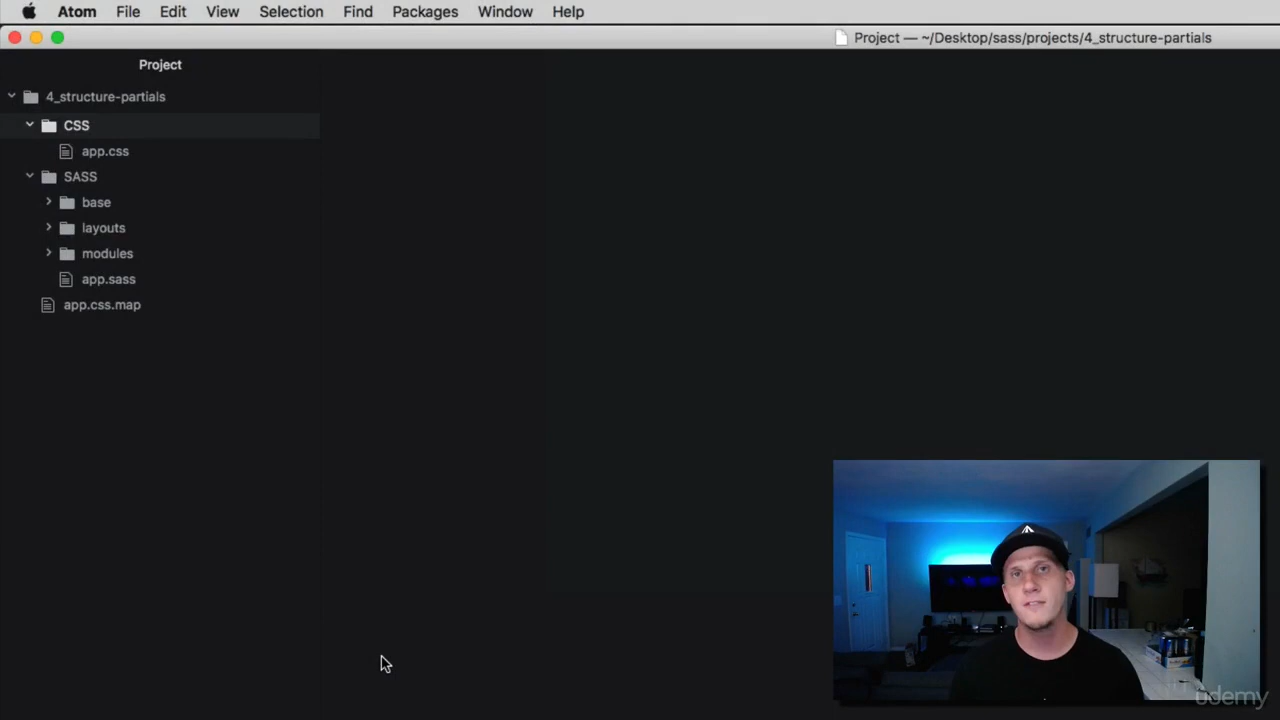 Atom File Edit View Selection Find Packages Window Help
Project — ~/Desktop/sass/projects/4_structure-partials
Project
4_structure-partials
CSS
app.css
SASS
base
layouts
modules
app.sass
app.css.map
udemy